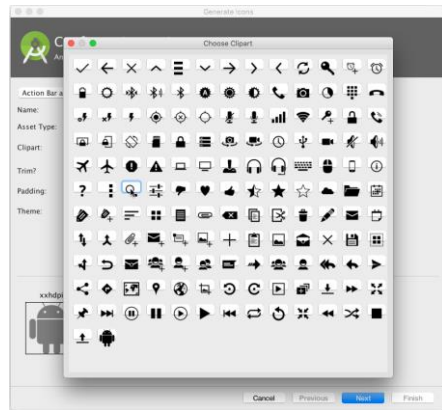 Generate Icons
Choose Clipart
Action Bar a
Name:
Asset Type:
Clipart:
Trim?
Padding:
Theme:
xxhdpi
Cancel
Previous
Next
Finish